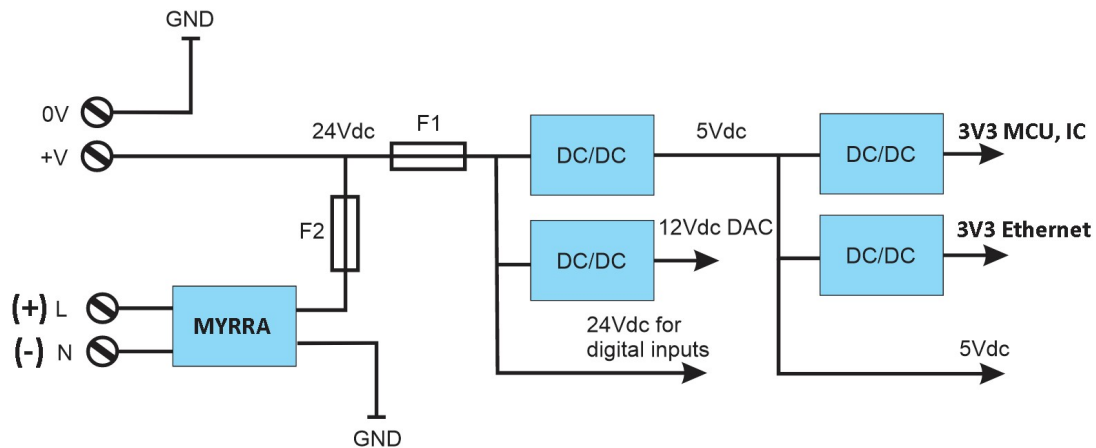 GND
0V
+V
24Vdc
F1
DC/DC
5Vdc
DC/DC
3V3 MCU, IC
F2
12Vdc DAC
DC/DC
DC/DC
3V3 Ethernet
(+) L
(-) N
MYRRA
24Vdc for
digital inputs
5Vdc
GND